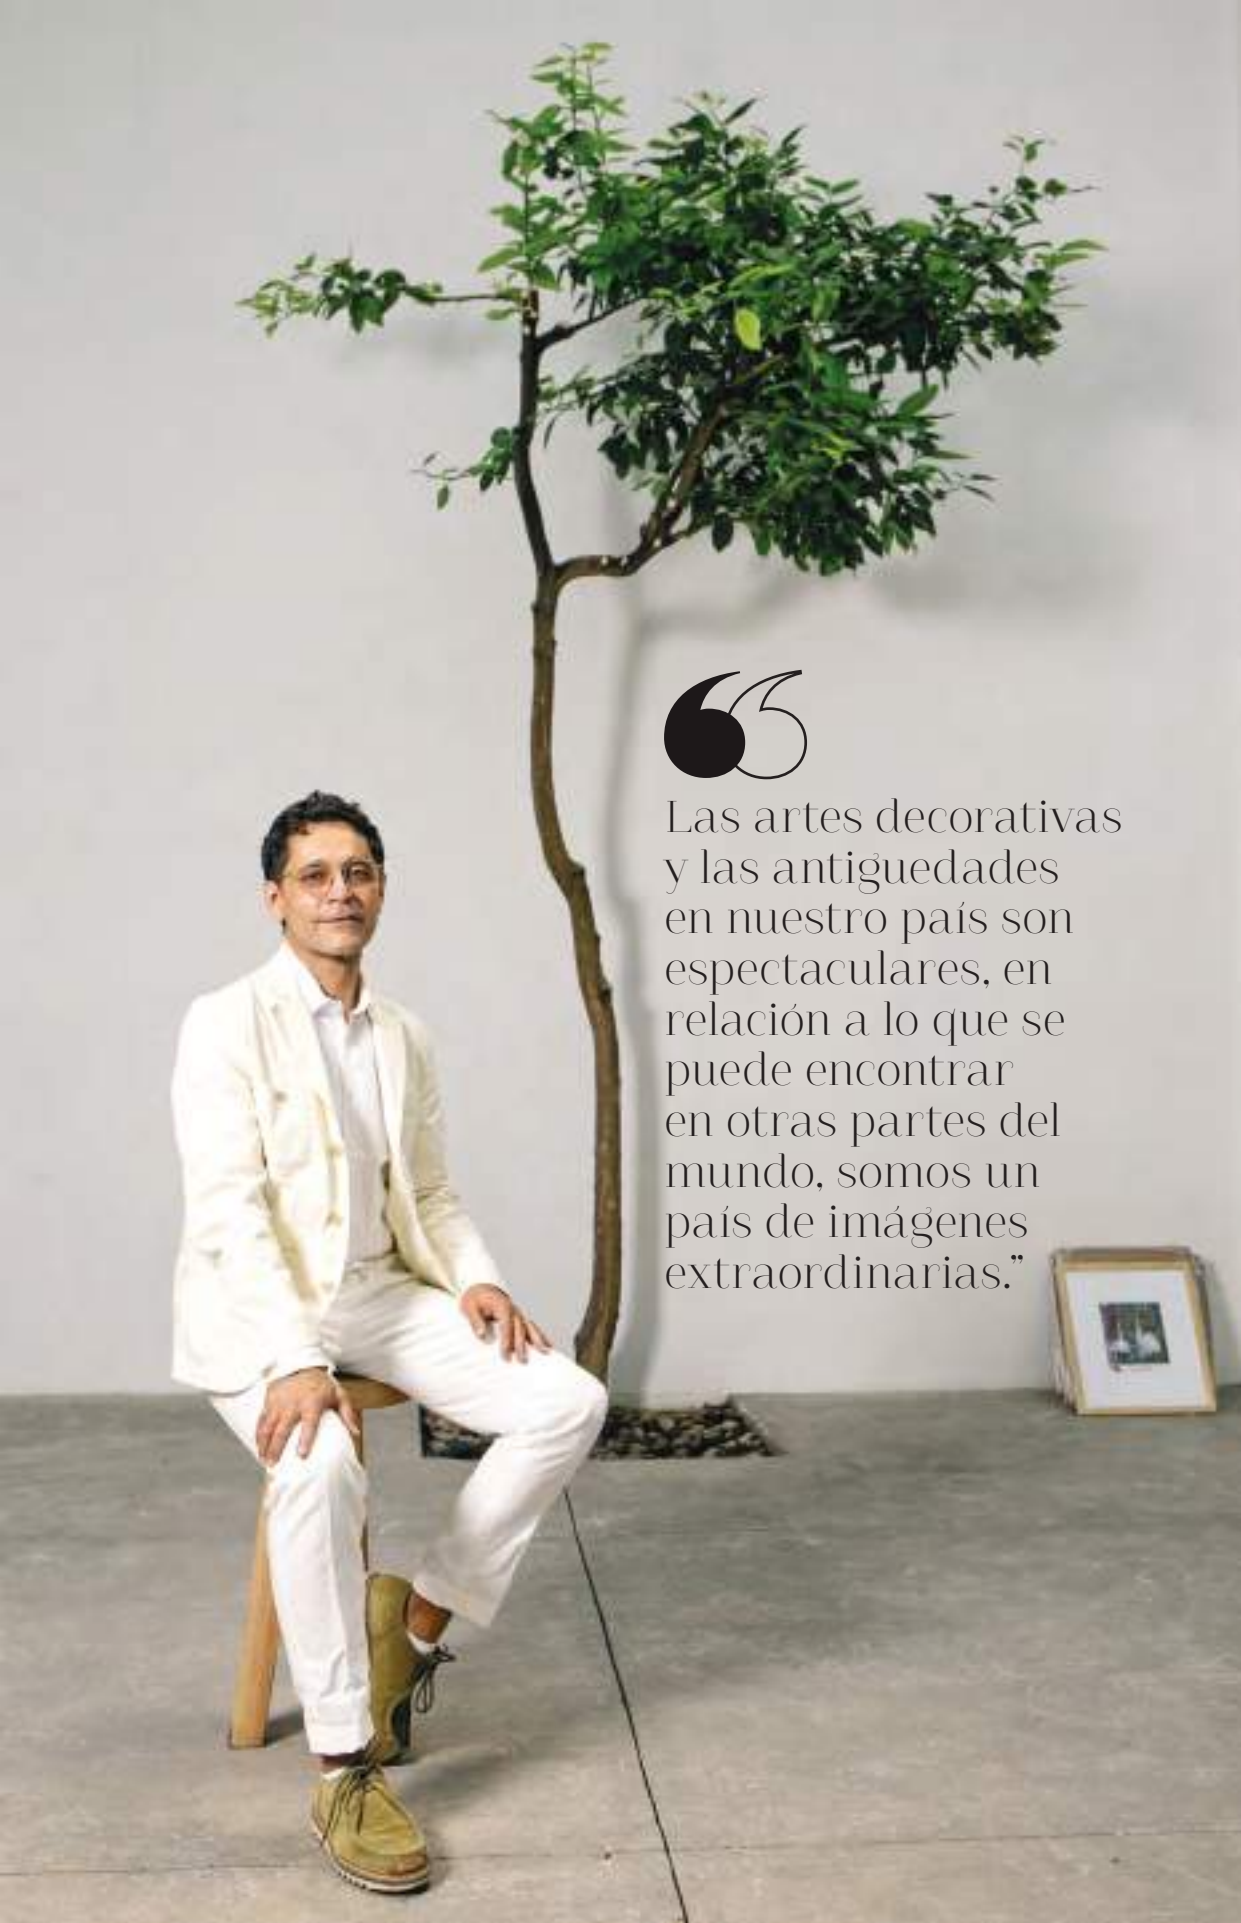 “
Las artes decorativas
y las antiguedades
en nuestro país son
espectaculares, en
relación a lo que se
puede encontrar
en otras partes del
mundo, somos un
país de imágenes
extraordinarias.”